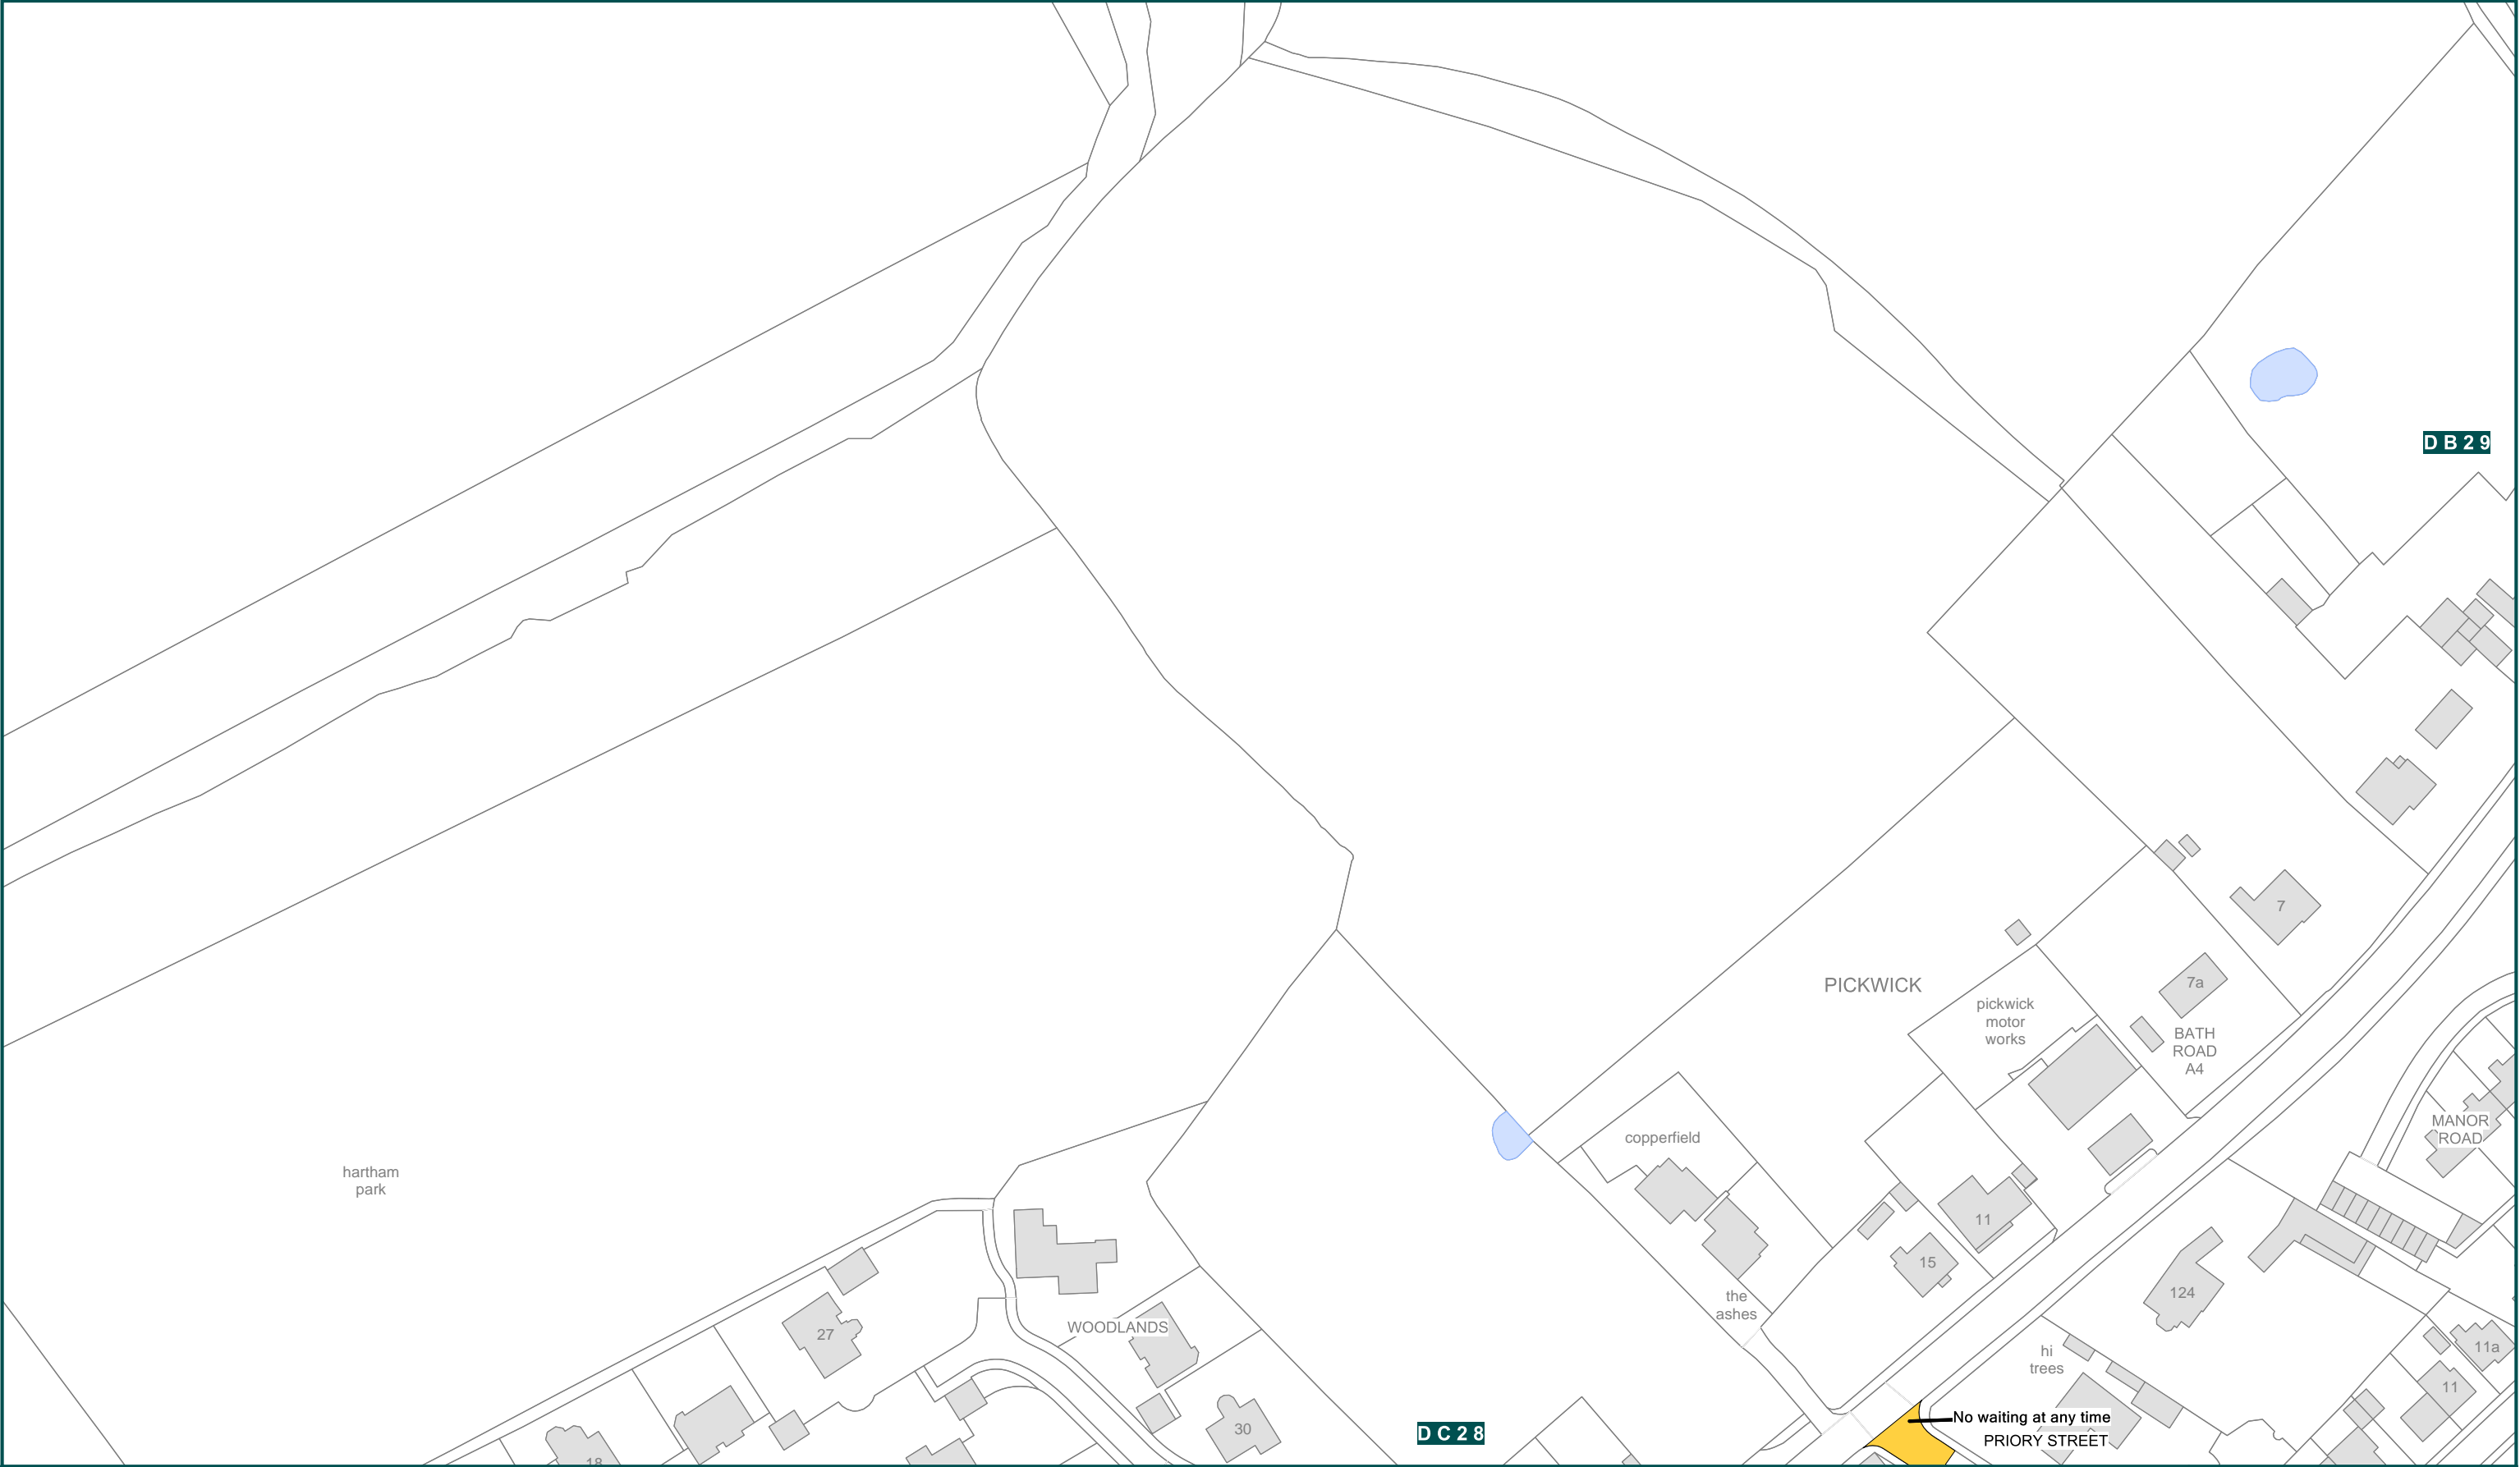 D B 2 9
7
PICKWICK
7a
pickwick
motor
works
BATH
ROAD
A4
MANOR
ROAD
copperfield
hartham
park
11
15
124
the
ashes
27
WOODLANDS
hi
trees
11a
11
30
No waiting at any time
D C 2 8
PRIORY STREET
18